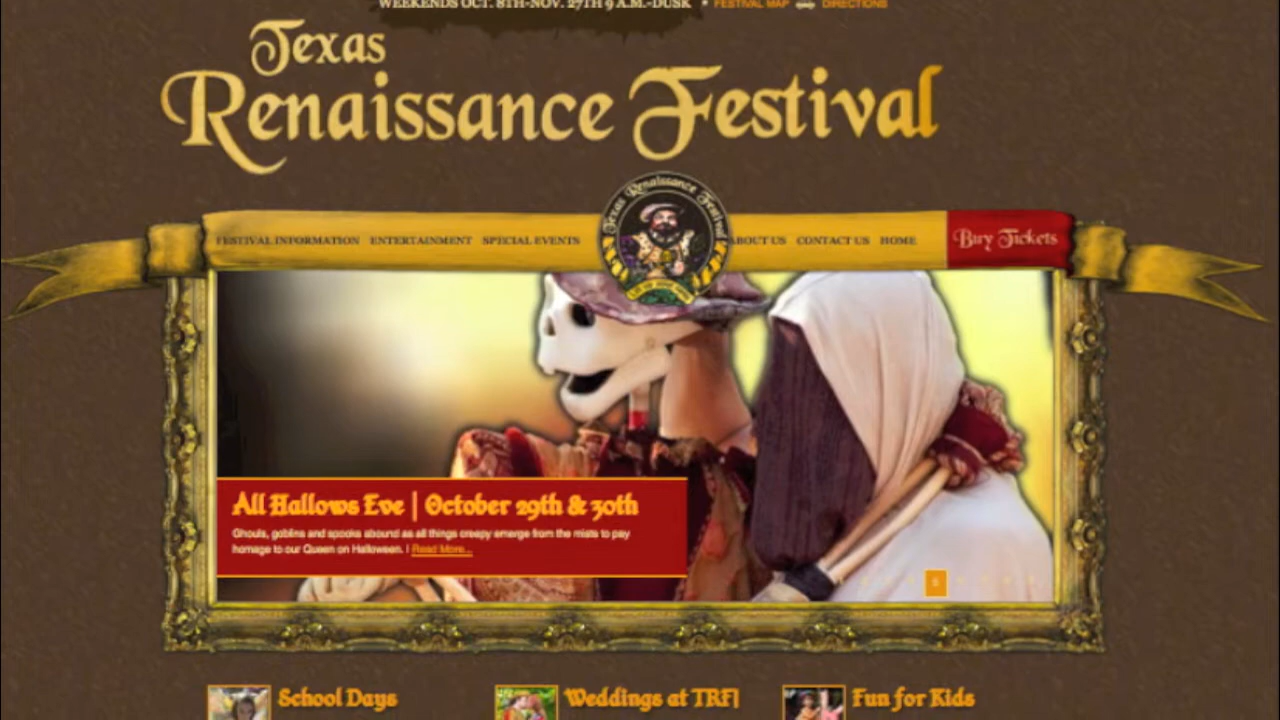 WEEKENDS OCT. 8TH-NOV. 27TH 9 A.M.-DUSK • FESTIVAL MAP DIRECTIONS
Texas
Renaissance Festival
Texas Renaissance Festival
FESTIVAL INFORMATION ENTERTAINMENT SPECIAL EVENTS ABOUT US CONTACT US HOME Buy Tickets
All Hallows Eve | October 29th & 30th
Ghouls, goblins and spooks abound as all things creepy emerge from the mists to pay
homage to our Queen on Halloween. | Read More...
School Days Weddings at TRF| Fun for Kids